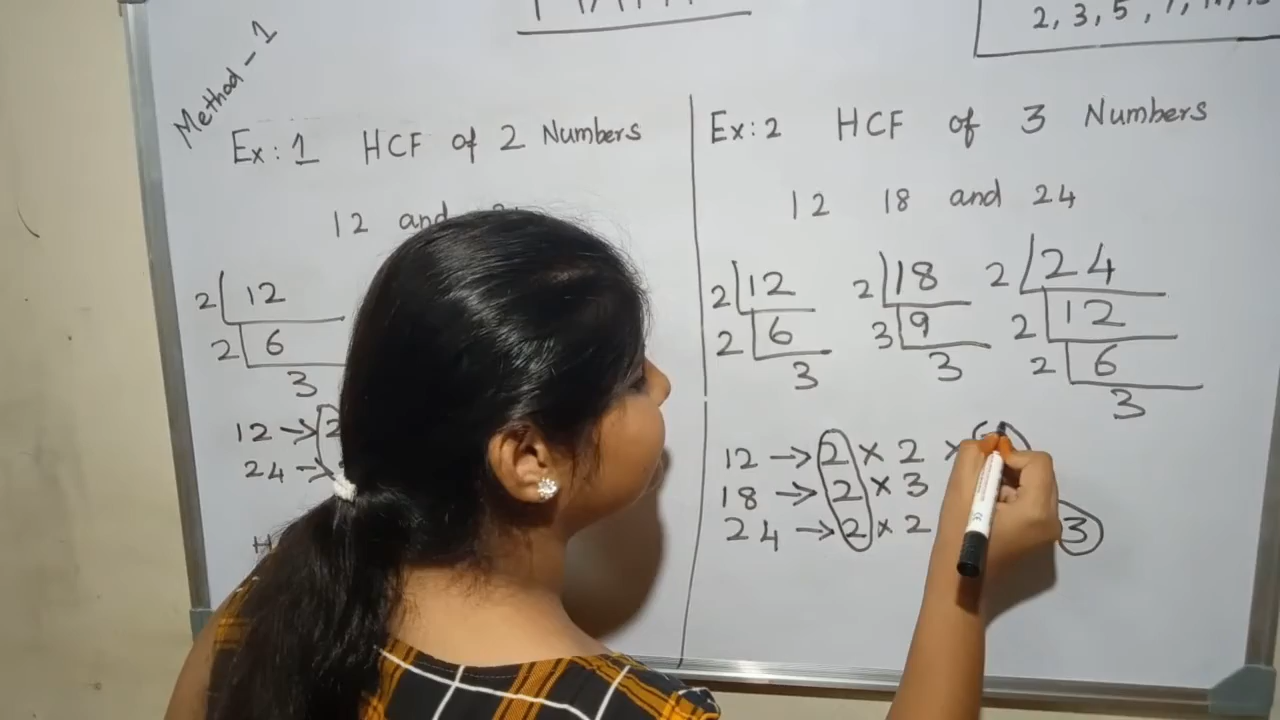 2, 3, 5, 7,
Method - 1
Ex: 1 HCF of 2 Numbers
12 and
2 12
2 6
3
12 →
24 →
Ex: 2 HCF of 3 Numbers
12 18 and 24
2 12
2 6
3
2 18
3 9
3
2 24
2 12
2 6
3
12 → 2 × 2 ×
18 → 2 × 3
24 → 2 × 2 3